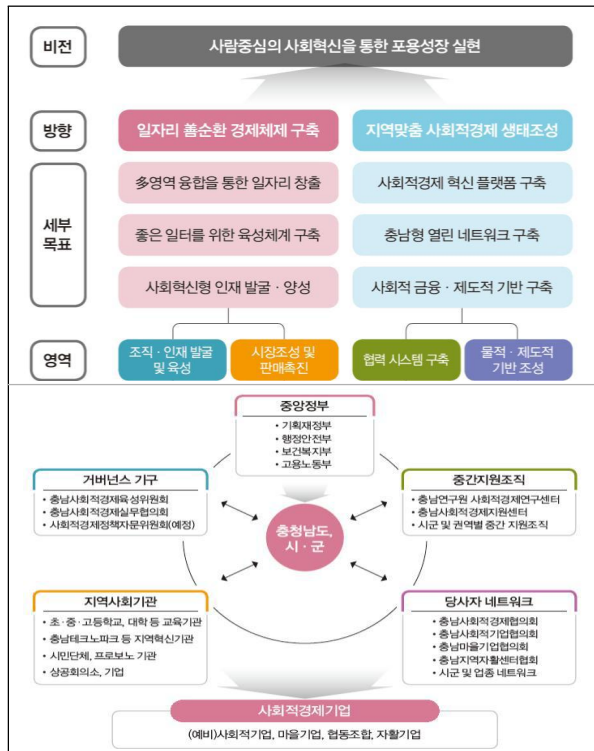 비전
사람중심의 사회혁신을 통한 포용성장 실현
방향
일자리 善순환 경제체제 구축
지역맞춤 사회적경제 생태조성
세부
목표
多영역 융합을 통한 일자리 창출
사회적경제 혁신 플랫폼 구축
좋은 일터를 위한 육성체계 구축
충남형 열린 네트워크 구축
사회혁신형 인재 발굴 · 양성
사회적 금융 · 제도적 기반 구축
영역
조직 · 인재 발굴
및 육성
시장조성 및
판매촉진
협력 시스템 구축
물적 · 제도적
기반 조성
중앙정부
• 기획재정부
• 행정안전부
• 보건복지부
• 고용노동부
거버넌스 기구
• 충남사회적경제육성위원회
• 충남사회적경제실무협의회
• 사회적경제정책자문위원회(예정)
중간지원조직
• 충남연구원 사회적경제연구센터
• 충남사회적경제지원센터
• 시군 및 권역별 중간 지원조직
충청남도,
시 · 군
지역사회기관
• 초 · 중 · 고등학교, 대학 등 교육기관
• 충남테크노파크 등 지역혁신기관
• 시민단체, 프로보노 기관
• 상공회의소, 기업
당사자 네트워크
• 충남사회적경제협의회
• 충남사회적기업협의회
• 충남마을기업협의회
• 충남지역자활센터협회
• 시군 및 업종 네트워크
사회적경제기업
(예비)사회적기업, 마을기업, 협동조합, 자활기업